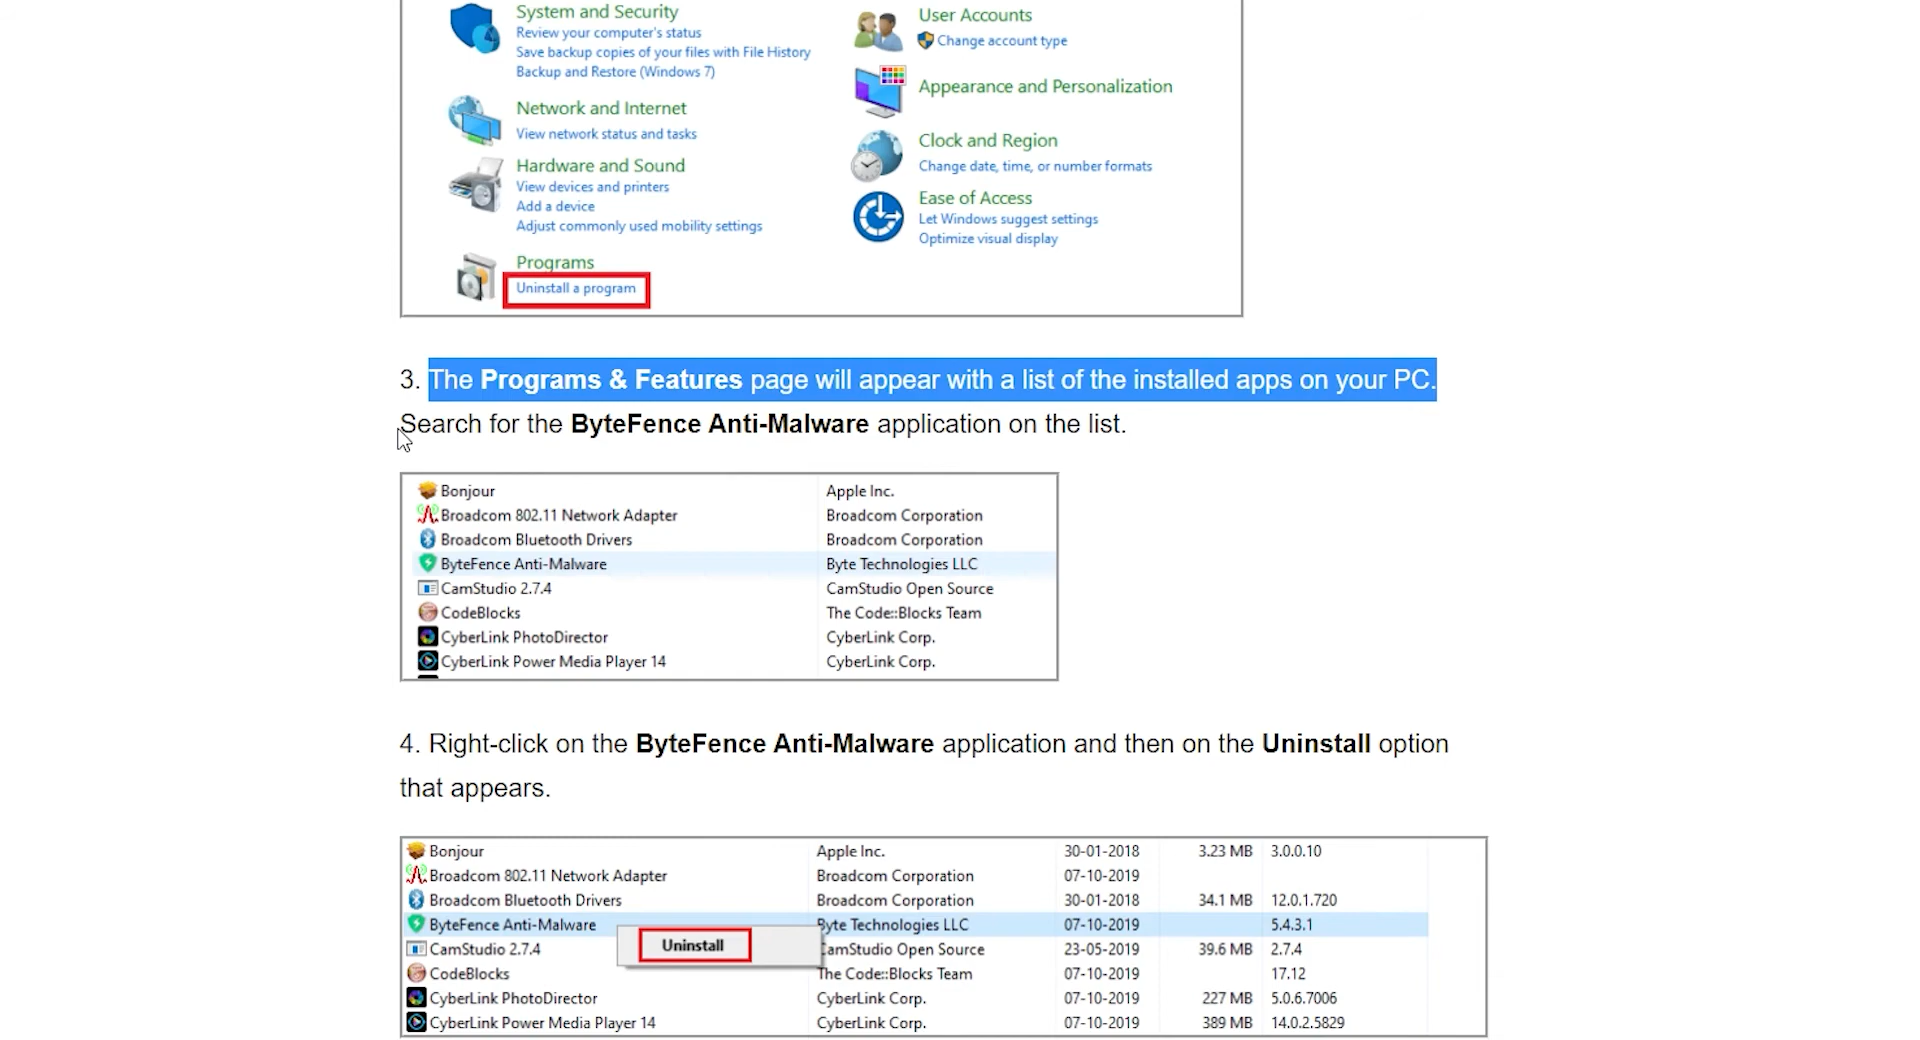 System and Security
Review your computer's status
Save backup copies of your files with File History
Backup and Restore (Windows 7)
Network and Internet
View network status and tasks
Hardware and Sound
View devices and printers
Add a device
Adjust commonly used mobility settings
Programs
Uninstall a program
User Accounts
Change account type
Appearance and Personalization
Clock and Region
Change date, time, or number formats
Ease of Access
Let Windows suggest settings
Optimize visual display
3. The Programs & Features page will appear with a list of the installed apps on your PC.
Search for the ByteFence Anti-Malware application on the list.
Bonjour Apple Inc.
Broadcom 802.11 Network Adapter Broadcom Corporation
Broadcom Bluetooth Drivers Broadcom Corporation
ByteFence Anti-Malware Byte Technologies LLC
CamStudio 2.7.4 CamStudio Open Source
CodeBlocks The Code::Blocks Team
CyberLink PhotoDirector CyberLink Corp.
CyberLink Power Media Player 14 CyberLink Corp.
4. Right-click on the ByteFence Anti-Malware application and then on the Uninstall option
that appears.
Bonjour Apple Inc. 30-01-2018 3.23 MB 3.0.0.10
Broadcom 802.11 Network Adapter Broadcom Corporation 07-10-2019
Broadcom Bluetooth Drivers Broadcom Corporation 30-01-2018 34.1 MB 12.0.1.720
ByteFence Anti-Malware Byte Technologies LLC 07-10-2019 5.4.3.1
Uninstall
CamStudio 2.7.4 CamStudio Open Source 23-05-2019 39.6 MB 2.7.4
CodeBlocks The Code::Blocks Team 07-10-2019 17.12
CyberLink PhotoDirector CyberLink Corp. 07-10-2019 227 MB 5.0.6.7006
CyberLink Power Media Player 14 CyberLink Corp. 07-10-2019 389 MB 14.0.2.5829